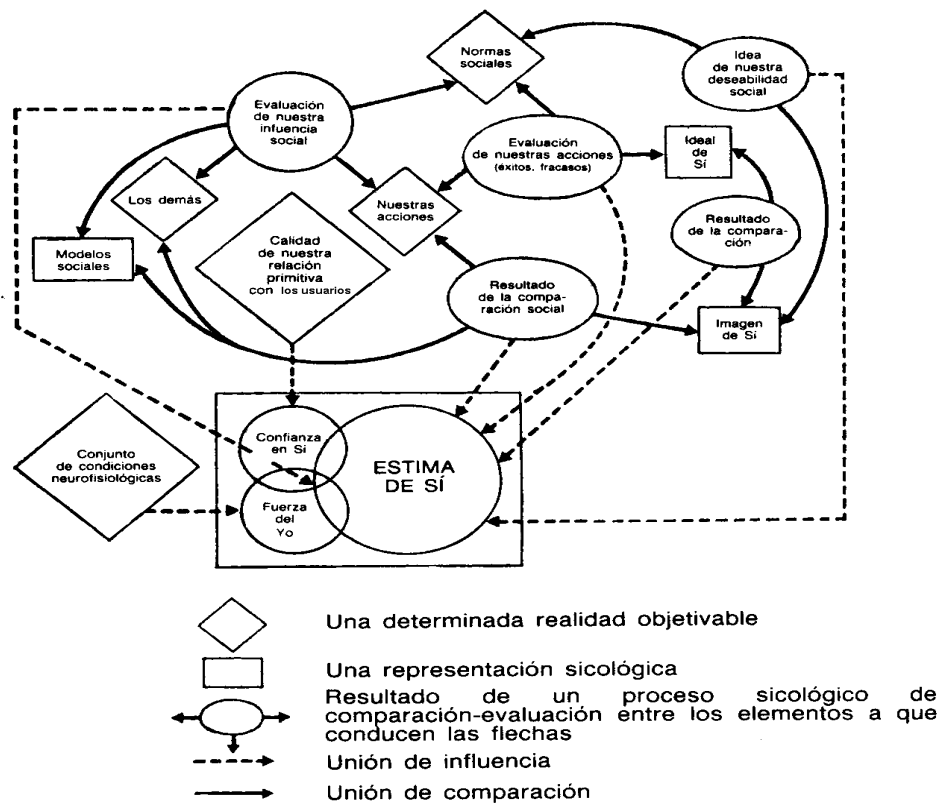 Normas
sociales
Idea
de nuestra
deseabilidad
social
Evaluación
de nuestra
infuencia
social
Evaluación
de nuestras acciones
(éxitos, fracasos)
Ideal
de
Sí
Los demás
Nuestras
acciones
Resultado
de la compara-
ción
Modelos
sociales
Calidad
de nuestra
relación
primitiva
con los usuarios
Resultado
de la compa-
ración social
Imagen
de Sí
Conjunto
de condiciones
neurofisiológicas
Confianza
en Sí
ESTIMA
DE SÍ
Fuerza
del
Yo
Una determinada realidad objetivable
Una representación sicológica
Resultado de un proceso sicológico de
comparación-evaluación entre los elementos a que
conducen las flechas
Unión de influencia
Unión de comparación